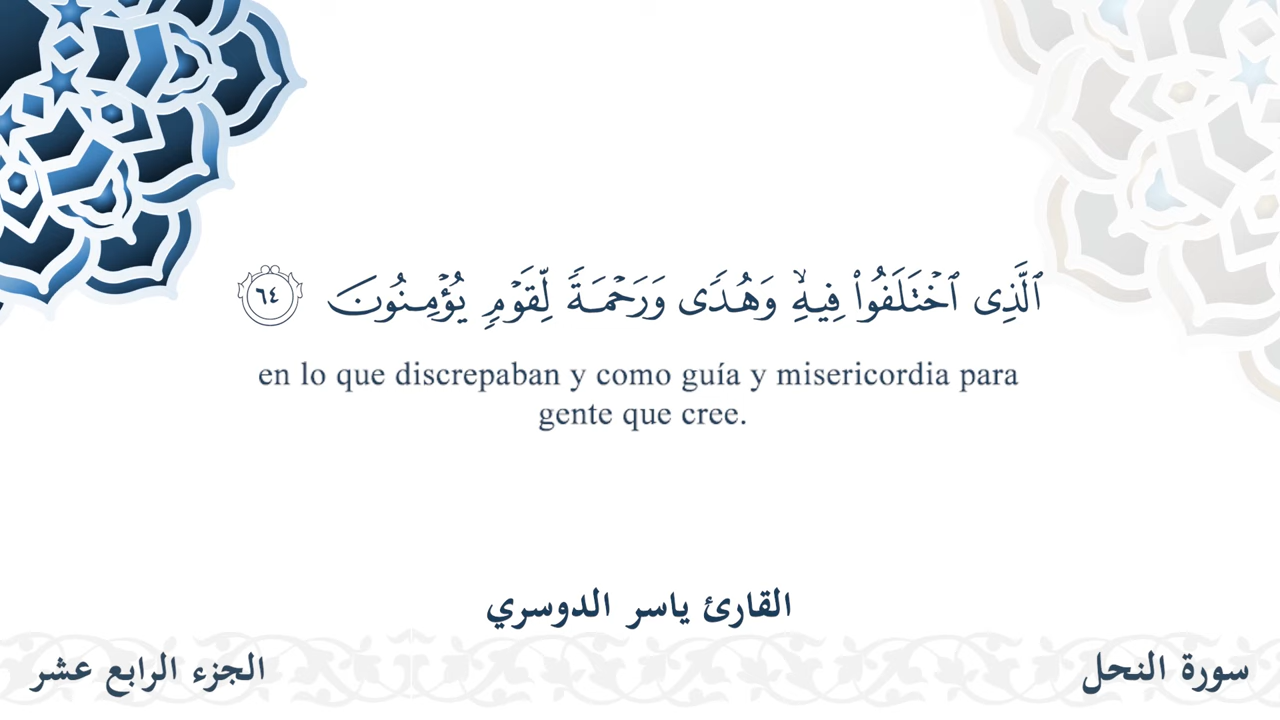 ٱلَّذِى ٱخْتَلَفُوا۟ فِيهِ ۙ وَهُدًى وَرَحْمَةً لِّقَوْمٍ يُؤْمِنُونَ ٦٤
en lo que discrepaban y como guía y misericordia para
gente que cree.
القارئ ياسر الدوسري
سورة النحل
الجزء الرابع عشر